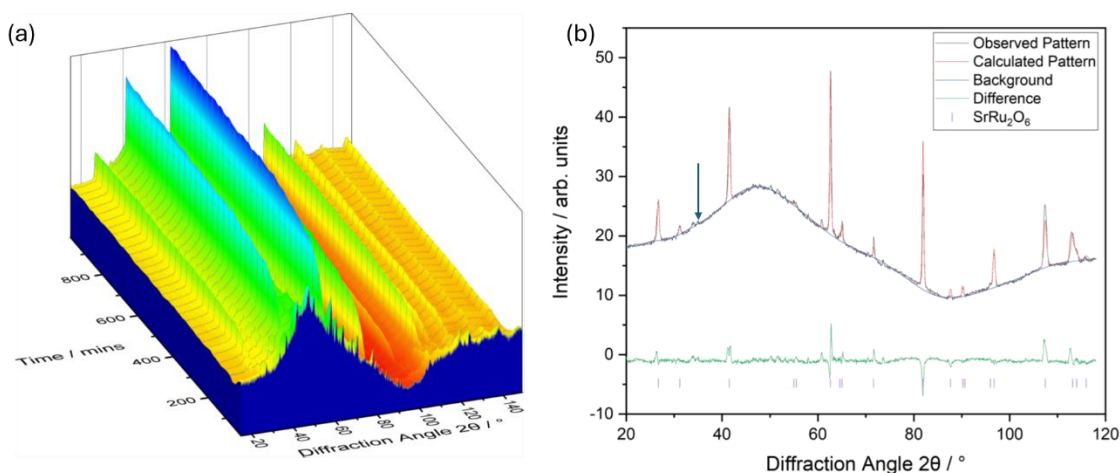 (a)
800
600
400
200
Time / mins
20
40
60
80
100
120
140
Diffraction Angle 2θ / °
(b)
50
40
30
20
10
0
-10
Intensity / arb. units
Observed Pattern
Calculated Pattern
Background
Difference
SrRu₂O₆
20
40
60
80
100
120
Diffraction Angle 2θ / °